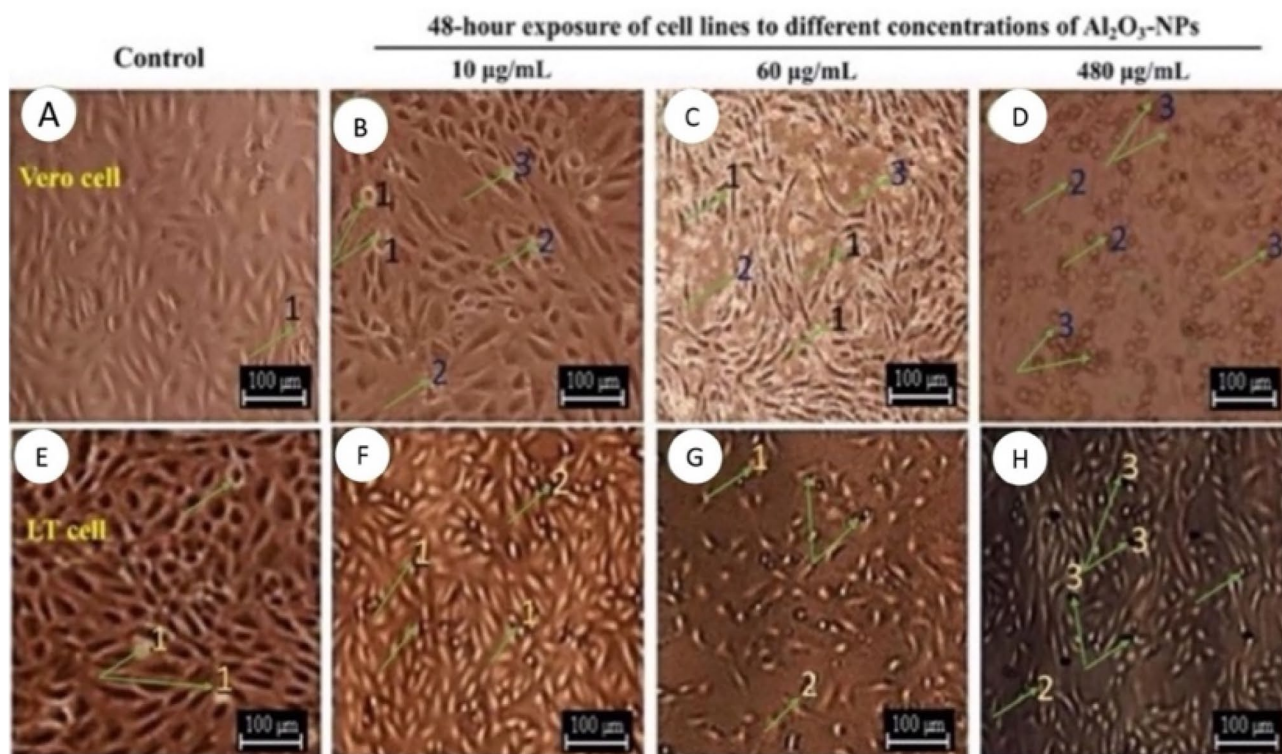 48-hour exposure of cell lines to different concentrations of Al₂O₃-NPs
Control
10 µg/mL 60 µg/mL 480 µg/mL
A B C D
Vero cell
3 3 3
1 1 2
1 2 1 2 3
2
1 1
2
3
100 µm 100 µm 100 µm 100 µm
E F G H
1 3
2 3
LT cell
1 3
1 1
1 2 2
100 µm 100 µm 100 µm 100 µm